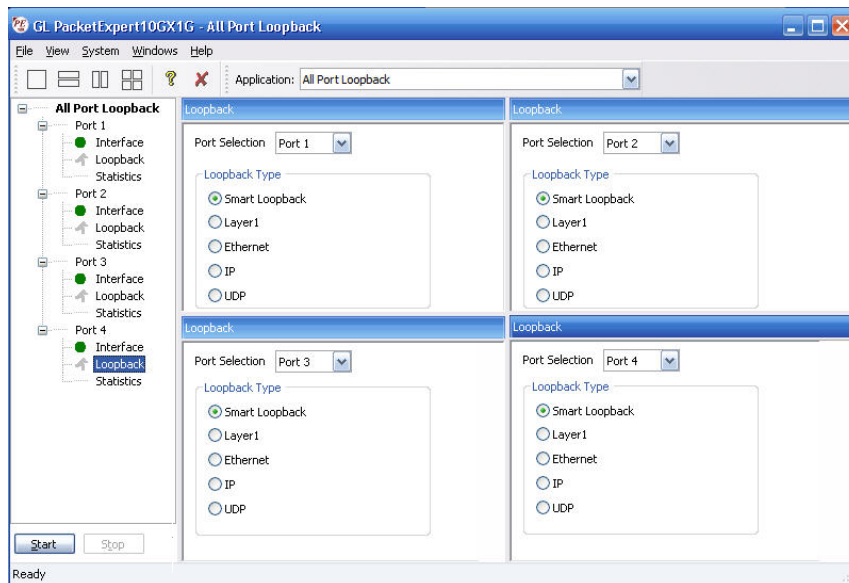 GL PacketExpert10GX1G - All Port Loopback
File View System Windows Help
Application: All Port Loopback
All Port Loopback
Port 1
Interface
Loopback
Statistics
Port 2
Interface
Loopback
Statistics
Port 3
Interface
Loopback
Statistics
Port 4
Interface
Loopback
Statistics
Start Stop
Loopback
Port Selection Port 1
Loopback Type
Smart Loopback
Layer1
Ethernet
IP
UDP
Loopback
Port Selection Port 2
Loopback Type
Smart Loopback
Layer1
Ethernet
IP
UDP
Loopback
Port Selection Port 3
Loopback Type
Smart Loopback
Layer1
Ethernet
IP
UDP
Loopback
Port Selection Port 4
Loopback Type
Smart Loopback
Layer1
Ethernet
IP
UDP
Ready